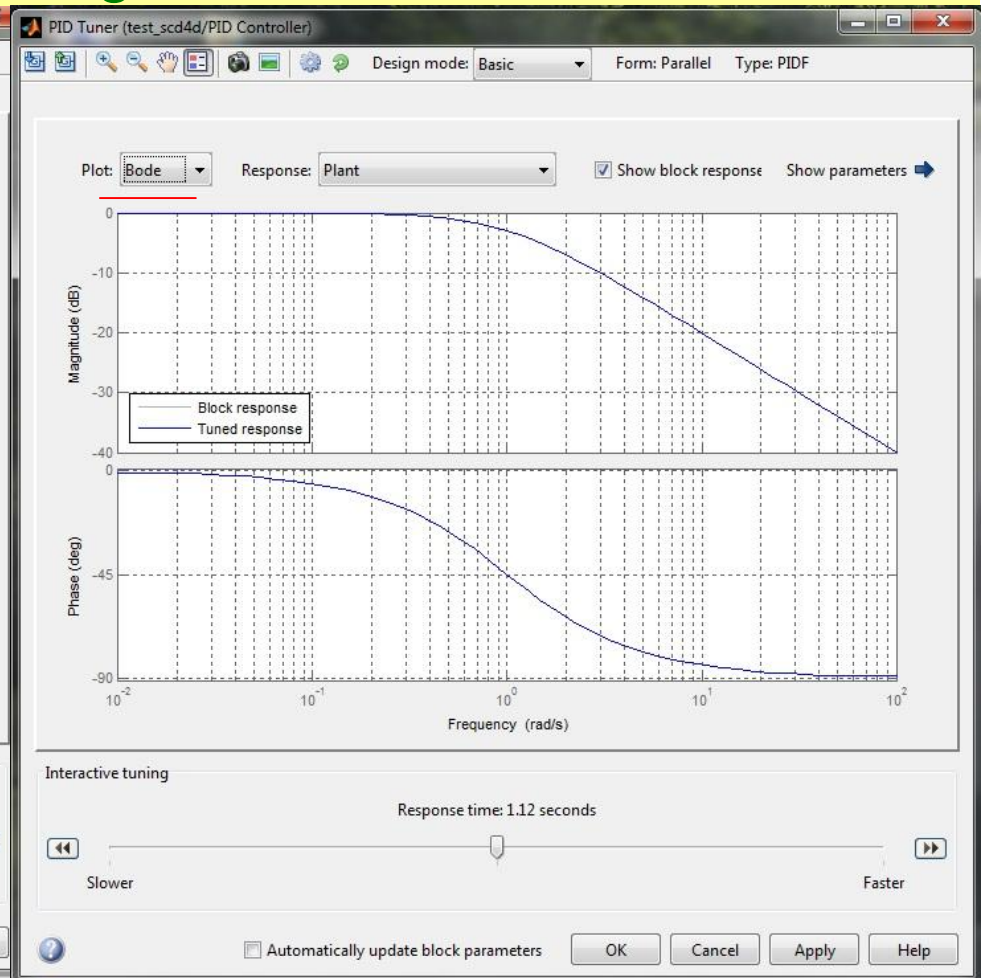 PID Tuner (test_scd4d/PID Controller)
Design mode: Basic Form: Parallel Type: PIDF
Plot: Bode Response: Plant Show block response Show parameters
0
-10
-20
-30
-40
Magnitude (dB)
Block response
Tuned response
0
-45
-90
Phase (deg)
10^-2 10^-1 10^0 10^1 10^2
Frequency (rad/s)
Interactive tuning
Response time: 1.12 seconds
Slower Faster
Automatically update block parameters OK Cancel Apply Help